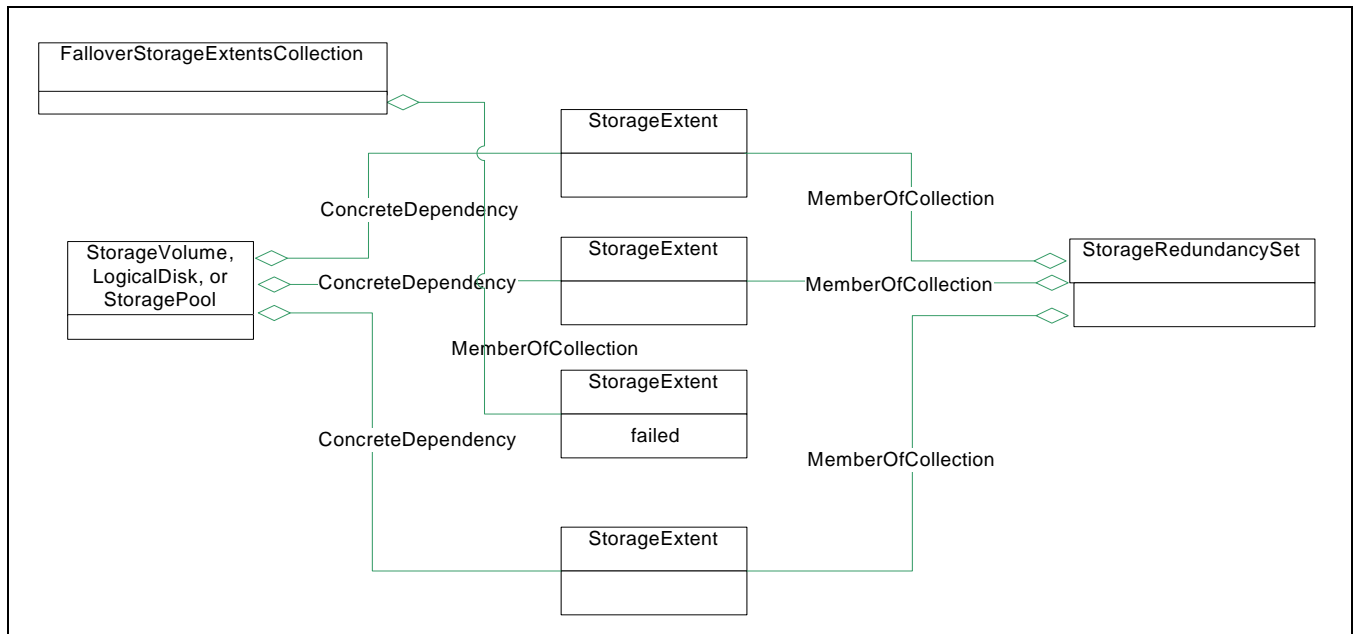 FalloverStorageExtentsCollection
StorageExtent
ConcreteDependency
MemberOfCollection
StorageVolume,
LogicalDisk, or
StoragePool
StorageExtent
StorageRedundancySet
ConcreteDependency
MemberOfCollection
MemberOfCollection
StorageExtent
failed
ConcreteDependency
MemberOfCollection
StorageExtent